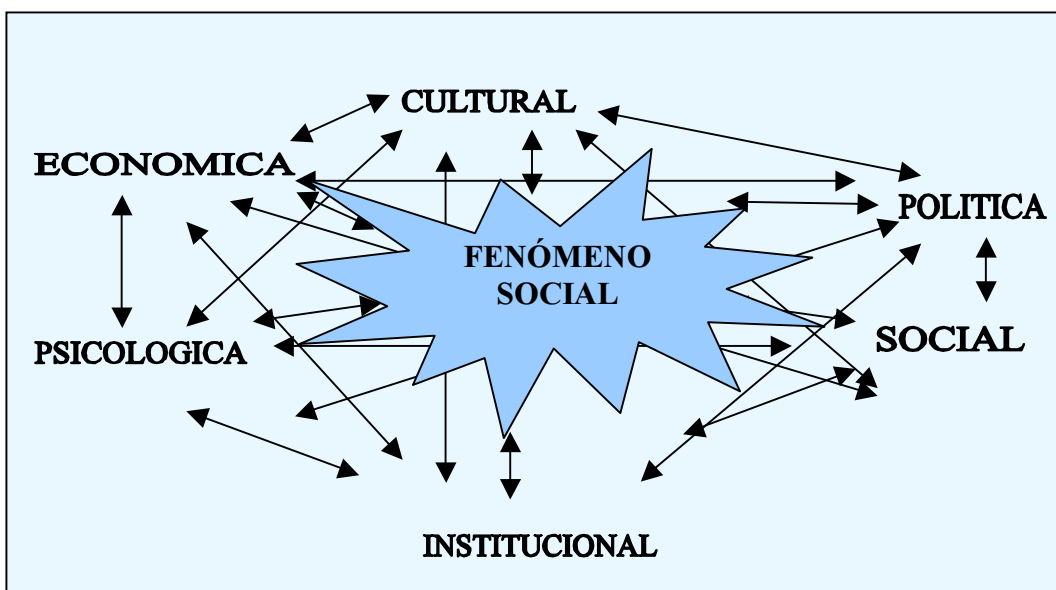 CULTURAL
ECONOMICA
POLITICA
FENÓMENO
SOCIAL
SOCIAL
PSICOLOGICA
INSTITUCIONAL